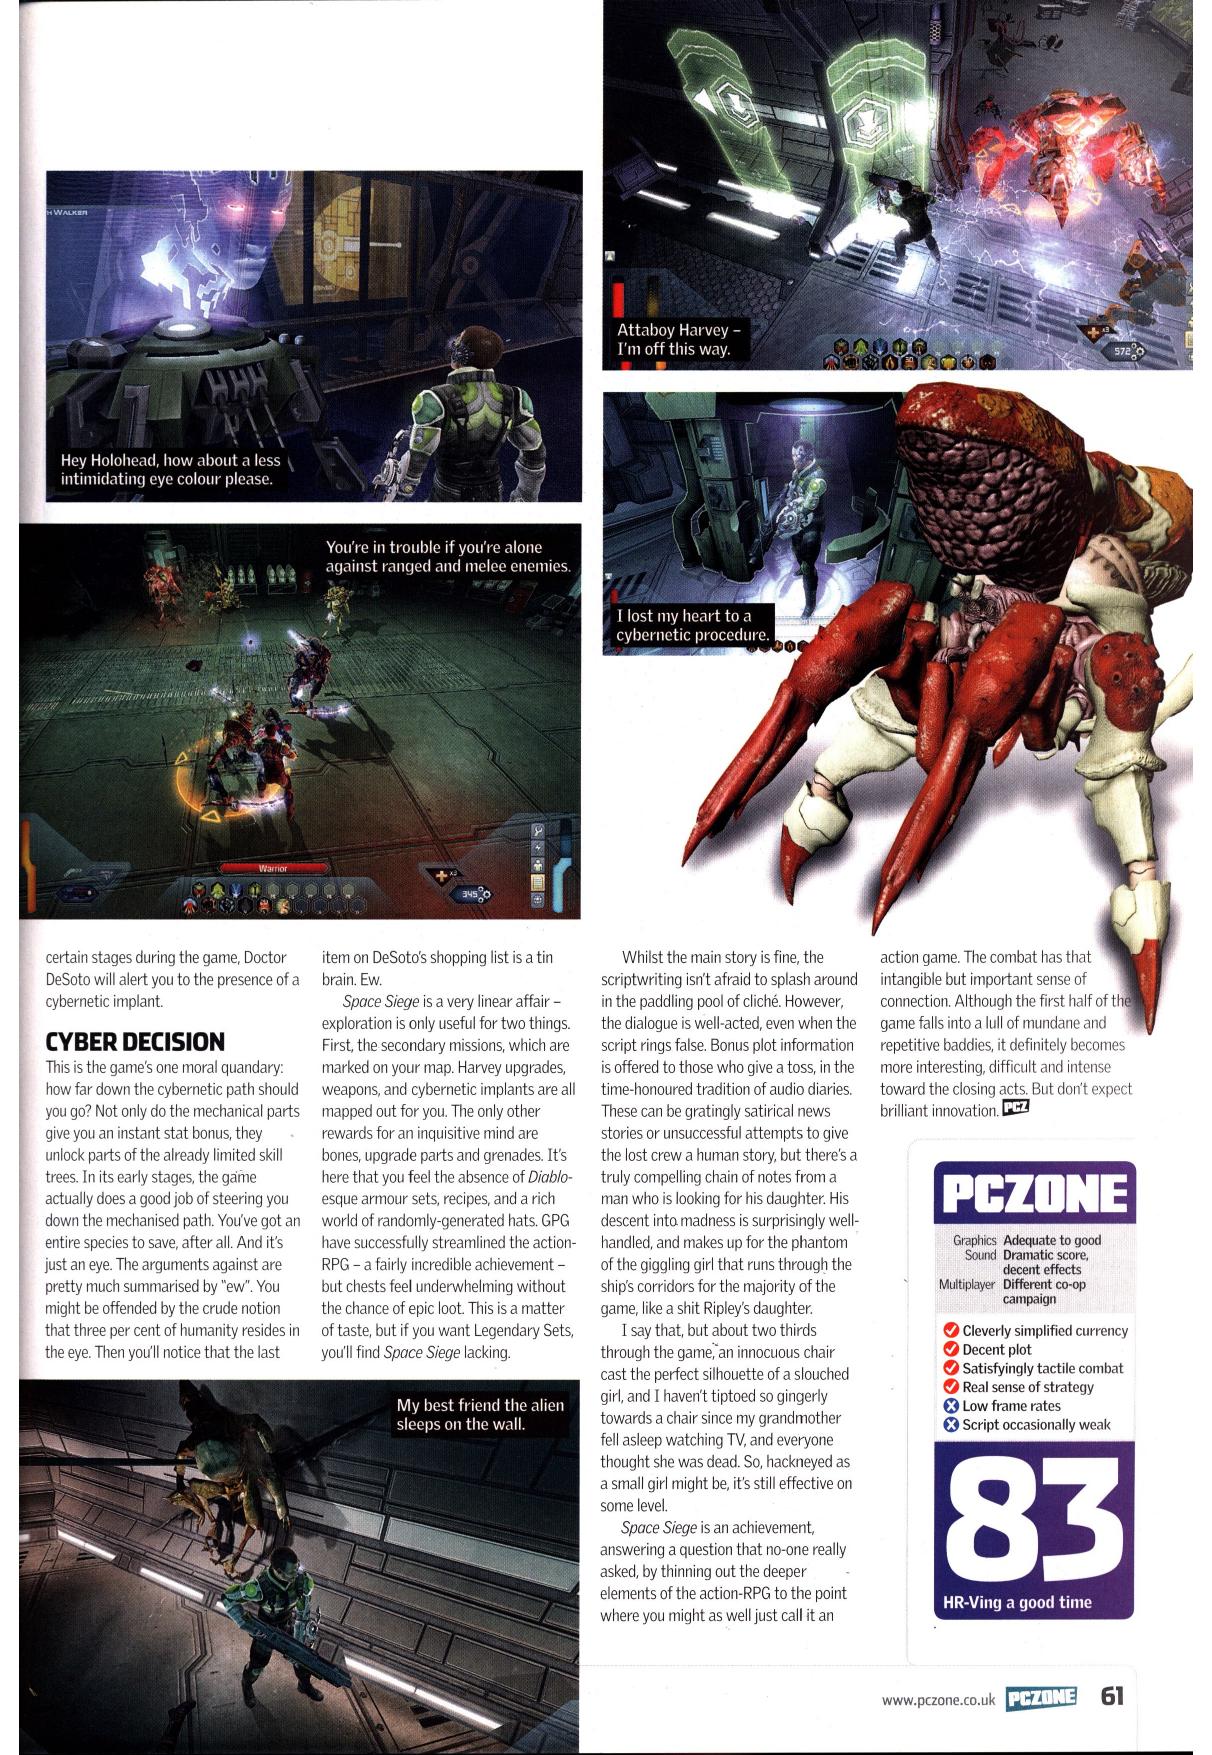 H WALKER
Hey Holohead, how about a less
intimidating eye colour please.
You're in trouble if you're alone
against ranged and melee enemies.
Warrior
x3
345
Attaboy Harvey –
I'm off this way.
x3
572
I lost my heart to a
cybernetic procedure.
certain stages during the game, Doctor
DeSoto will alert you to the presence of a
cybernetic implant.
CYBER DECISION
This is the game's one moral quandary:
how far down the cybernetic path should
you go? Not only do the mechanical parts
give you an instant stat bonus, they
unlock parts of the already limited skill
trees. In its early stages, the game
actually does a good job of steering you
down the mechanised path. You've got an
entire species to save, after all. And it's
just an eye. The arguments against are
pretty much summarised by “ew”. You
might be offended by the crude notion
that three per cent of humanity resides in
the eye. Then you'll notice that the last
item on DeSoto's shopping list is a tin
brain. Ew.
Space Siege is a very linear affair –
exploration is only useful for two things.
First, the secondary missions, which are
marked on your map. Harvey upgrades,
weapons, and cybernetic implants are all
mapped out for you. The only other
rewards for an inquisitive mind are
bones, upgrade parts and grenades. It's
here that you feel the absence of Diablo-
esque armour sets, recipes, and a rich
world of randomly-generated hats. GPG
have successfully streamlined the action-
RPG – a fairly incredible achievement –
but chests feel underwhelming without
the chance of epic loot. This is a matter
of taste, but if you want Legendary Sets,
you'll find Space Siege lacking.
My best friend the alien
sleeps on the wall.
Whilst the main story is fine, the
scriptwriting isn't afraid to splash around
in the paddling pool of cliché. However,
the dialogue is well-acted, even when the
script rings false. Bonus plot information
is offered to those who give a toss, in the
time-honoured tradition of audio diaries.
These can be gratingly satirical news
stories or unsuccessful attempts to give
the lost crew a human story, but there's a
truly compelling chain of notes from a
man who is looking for his daughter. His
descent into madness is surprisingly well-
handled, and makes up for the phantom
of the giggling girl that runs through the
ship's corridors for the majority of the
game, like a shit Ripley's daughter.
I say that, but about two thirds
through the game, an innocuous chair
cast the perfect silhouette of a slouched
girl, and I haven't tiptoed so gingerly
towards a chair since my grandmother
fell asleep watching TV, and everyone
thought she was dead. So, hackneyed as
a small girl might be, it's still effective on
some level.
Space Siege is an achievement,
answering a question that no-one really
asked, by thinning out the deeper
elements of the action-RPG to the point
where you might as well just call it an
action game. The combat has that
intangible but important sense of
connection. Although the first half of the
game falls into a lull of mundane and
repetitive baddies, it definitely becomes
more interesting, difficult and intense
toward the closing acts. But don't expect
brilliant innovation. PCZ
PCZONE
Graphics Adequate to good
Sound Dramatic score,
decent effects
Multiplayer Different co-op
campaign
Cleverly simplified currency
Decent plot
Satisfyingly tactile combat
Real sense of strategy
Low frame rates
Script occasionally weak
83
HR-Ving a good time
www.pczone.co.uk PCZONE 61